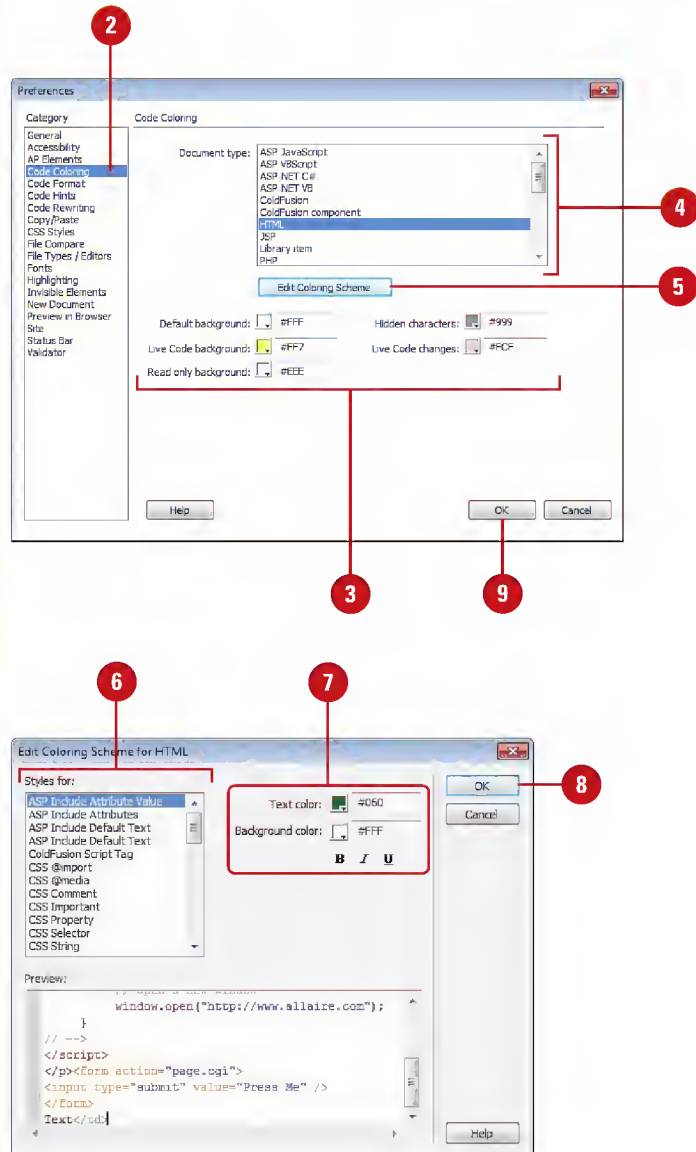 2
Preferences
Category
Code Coloring
General
Accessibility
AP Elements
Code Coloring
Code Format
Code Hints
Code Rewriting
Copy/Paste
CSS Styles
File Compare
File Types / Editors
Fonts
Highlighting
Invisible Elements
New Document
Preview in Browser
Site
Status Bar
Validator
Document type:
ASP JavaScript
ASP VBScript
ASP NET C#
ASP NET VB
ColdFusion
ColdFusion component
HTML
JSP
Library item
PHP
4
Edit Coloring Scheme
5
Default background: #FFF
Hidden characters: #999
Live Code background: #FF7
Live Code changes: #FCF
Read only background: #EEE
Help
OK
Cancel
3
9
6
7
Edit Coloring Scheme for HTML
Styles for:
ASP Include Attribute Value
ASP Include Attributes
ASP Include Default Text
ASP Include Default Text
ColdFusion Script Tag
CSS @import
CSS @media
CSS Comment
CSS Important
CSS Property
CSS Selector
CSS String
Text color: #060
Background color: #FFF
B I U
OK
8
Cancel
Preview:
// open a new window
window.open("http://www.allaire.com");
}
// -->
</script>
</p><form action="page.cgi">
<input type="submit" value="Press Me" />
</form>
Text</td>
Help